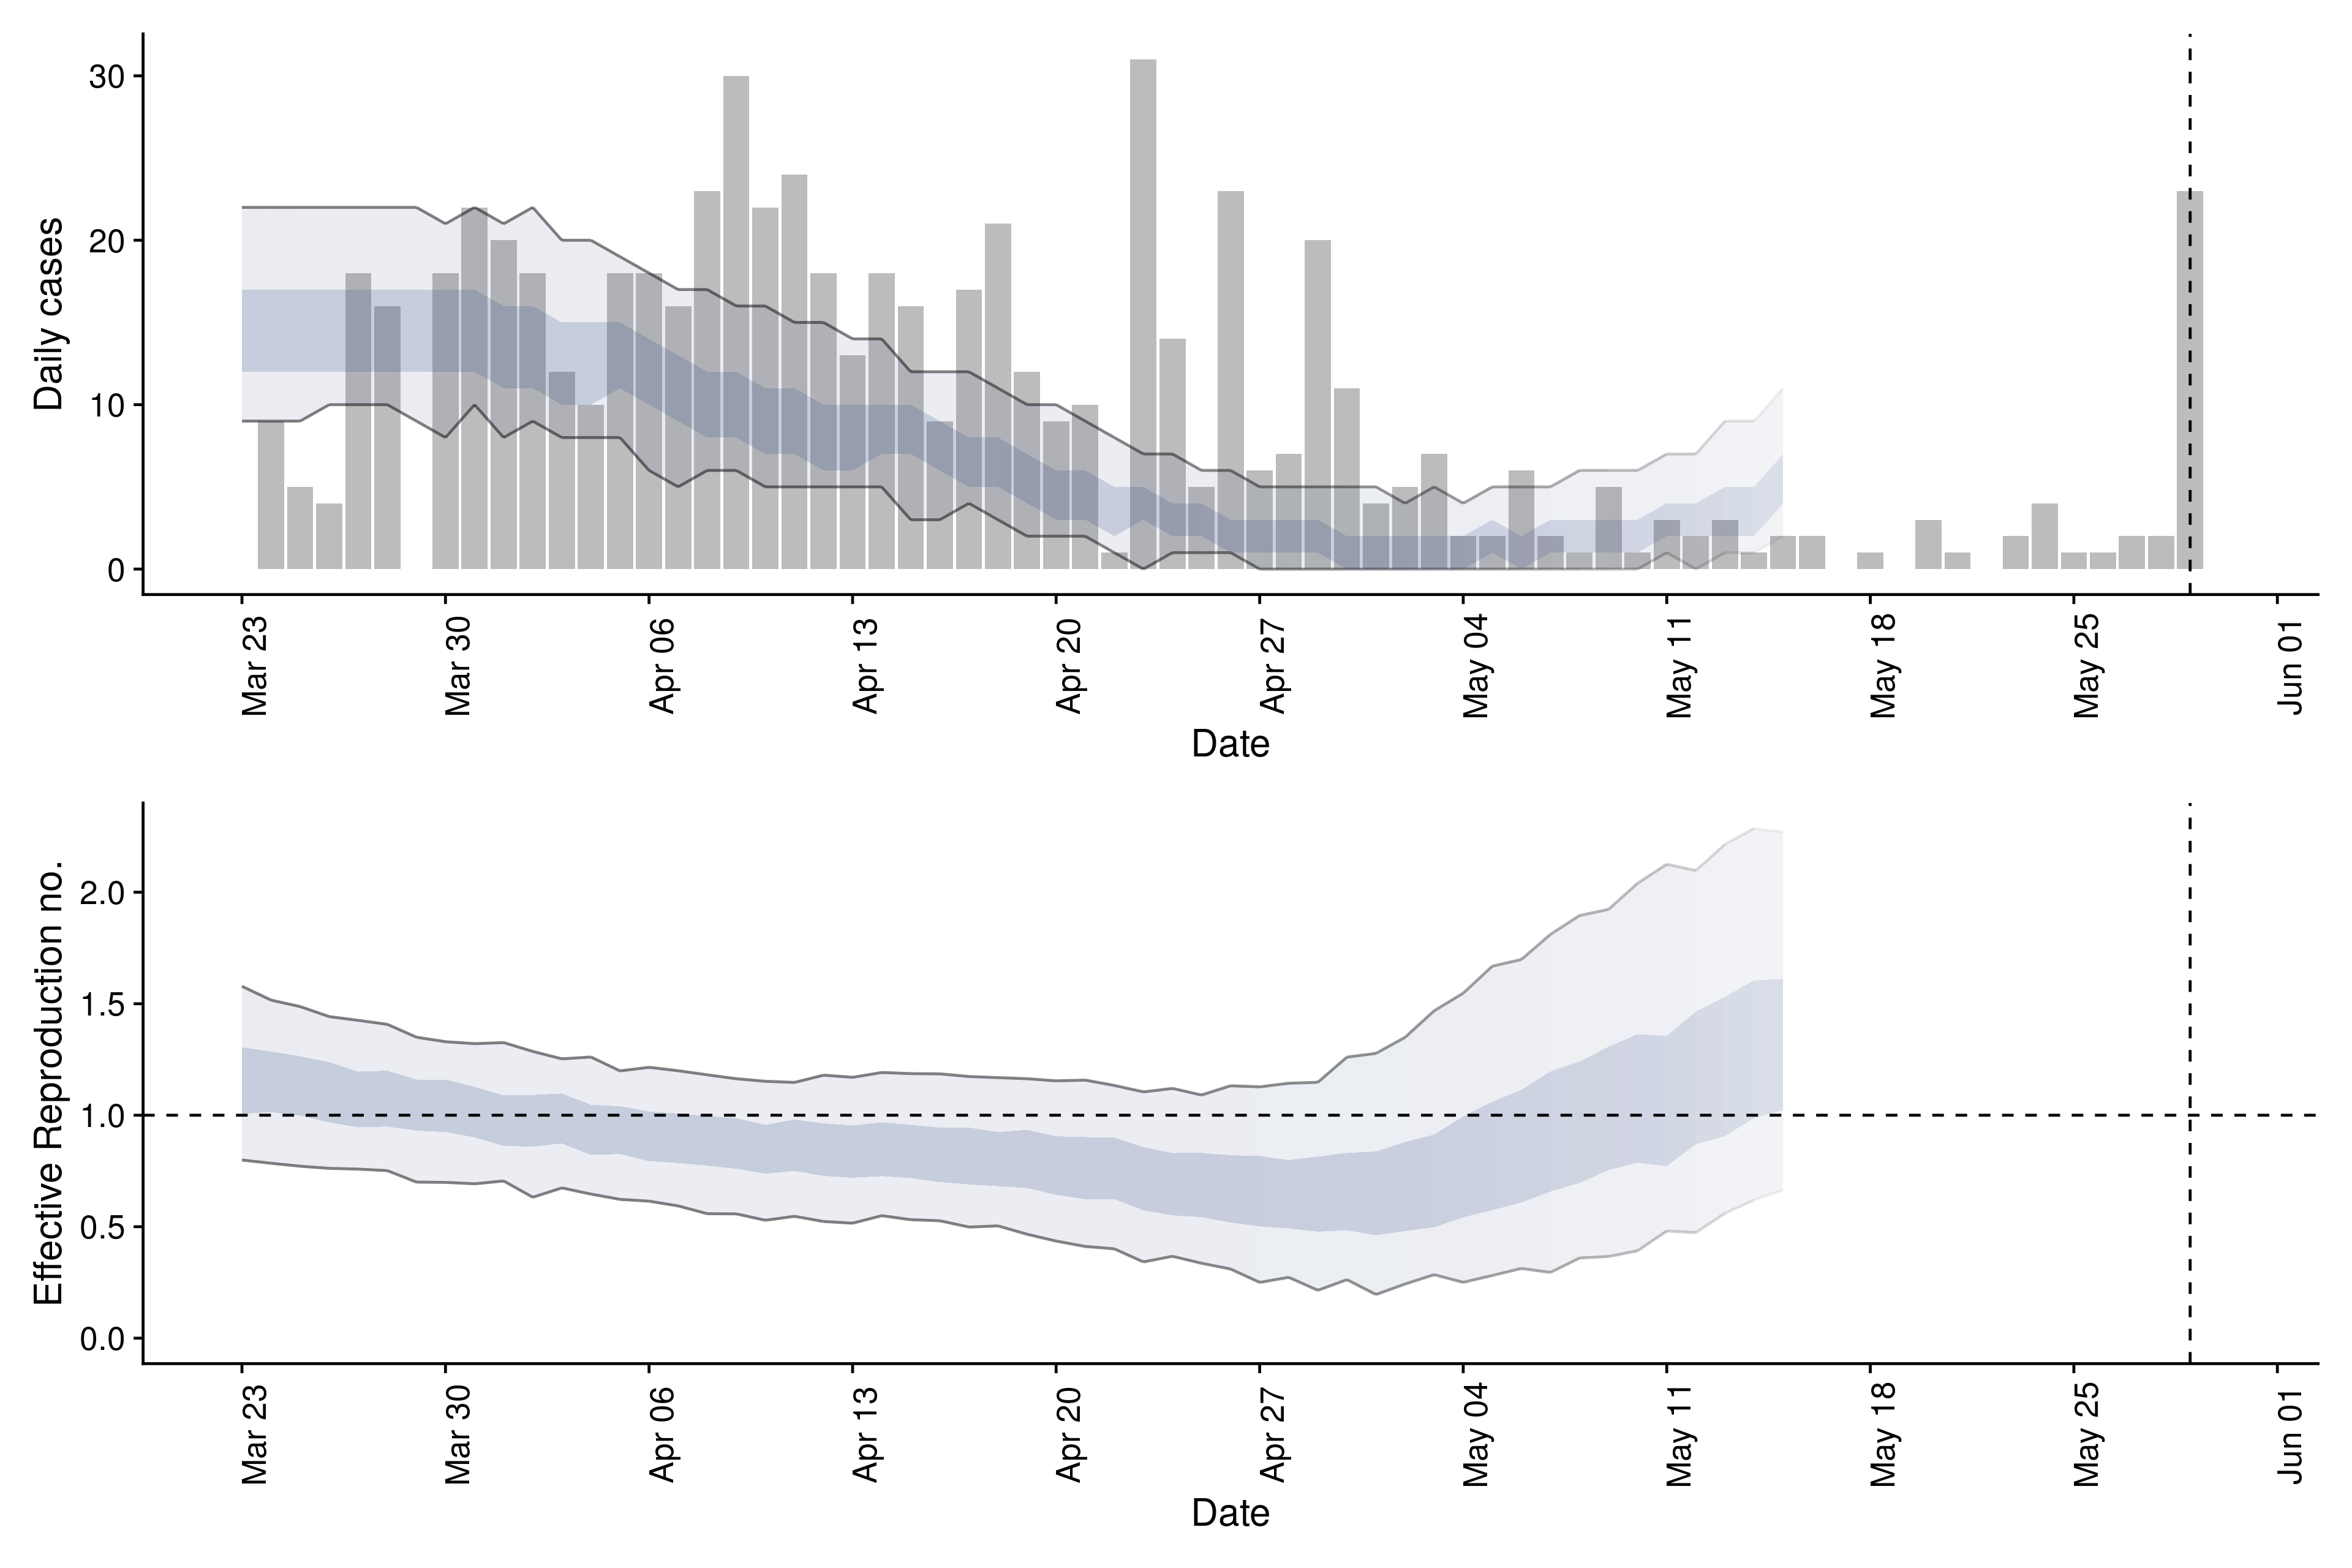 Daily cases
30
20
10
0
Mar 23
Mar 30
Apr 06
Apr 13
Apr 20
Apr 27
May 04
May 11
May 18
May 25
Jun 01
Date
Effective Reproduction no.
2.0
1.5
1.0
0.5
0.0
Mar 23
Mar 30
Apr 06
Apr 13
Apr 20
Apr 27
May 04
May 11
May 18
May 25
Jun 01
Date